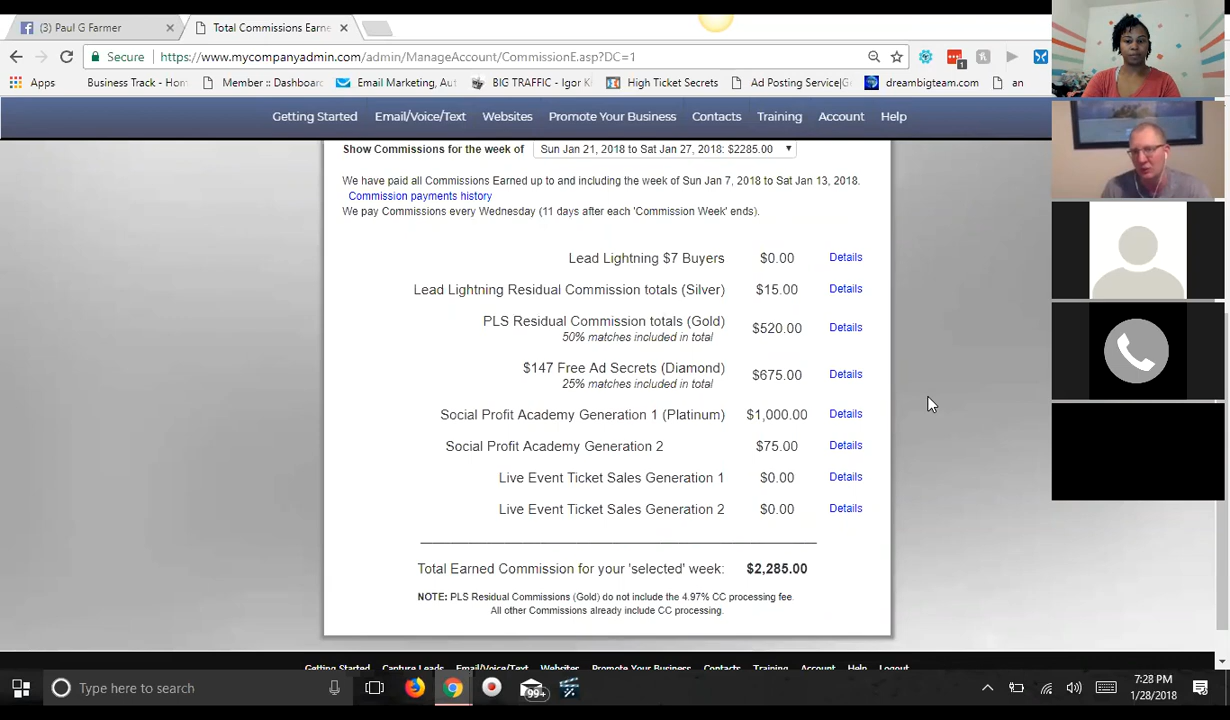 (3) Paul G Farmer
Total Commissions Earne
Secure https://www.mycompanyadmin.com/admin/ManageAccount/CommissionE.asp?DC=1
1
Apps Business Track - Hom Member :: Dashboard Email Marketing, Aut BIG TRAFFIC - Igor Kl High Ticket Secrets Ad Posting Service|G dreambigteam.com an
Getting Started Email/Voice/Text Websites Promote Your Business Contacts Training Account Help
Show Commissions for the week of Sun Jan 21, 2018 to Sat Jan 27, 2018: $2285.00
We have paid all Commissions Earned up to and including the week of Sun Jan 7, 2018 to Sat Jan 13, 2018.
Commission payments history
We pay Commissions every Wednesday (11 days after each 'Commission Week' ends).
Lead Lightning $7 Buyers $0.00 Details
Lead Lightning Residual Commission totals (Silver) $15.00 Details
PLS Residual Commission totals (Gold) $520.00 Details
50% matches included in total
$147 Free Ad Secrets (Diamond) $675.00 Details
25% matches included in total
Social Profit Academy Generation 1 (Platinum) $1,000.00 Details
Social Profit Academy Generation 2 $75.00 Details
Live Event Ticket Sales Generation 1 $0.00 Details
Live Event Ticket Sales Generation 2 $0.00 Details
Total Earned Commission for your 'selected' week: $2,285.00
NOTE: PLS Residual Commissions (Gold) do not include the 4.97% CC processing fee.
All other Commissions already include CC processing.
Getting Started Capture Leads Email/Voice/Text Websites Promote Your Business Contacts Training Account Help Logout
Type here to search
99+
7:28 PM
1/28/2018